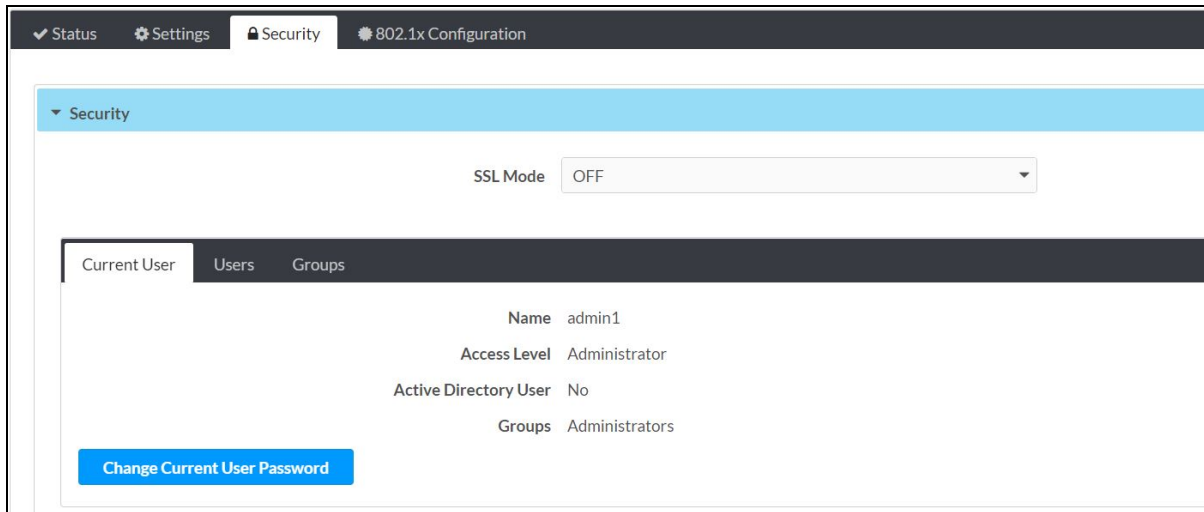 Status Settings Security 802.1x Configuration
Security
SSL Mode OFF
Current User Users Groups
Name admin1
Access Level Administrator
Active Directory User No
Groups Administrators
Change Current User Password